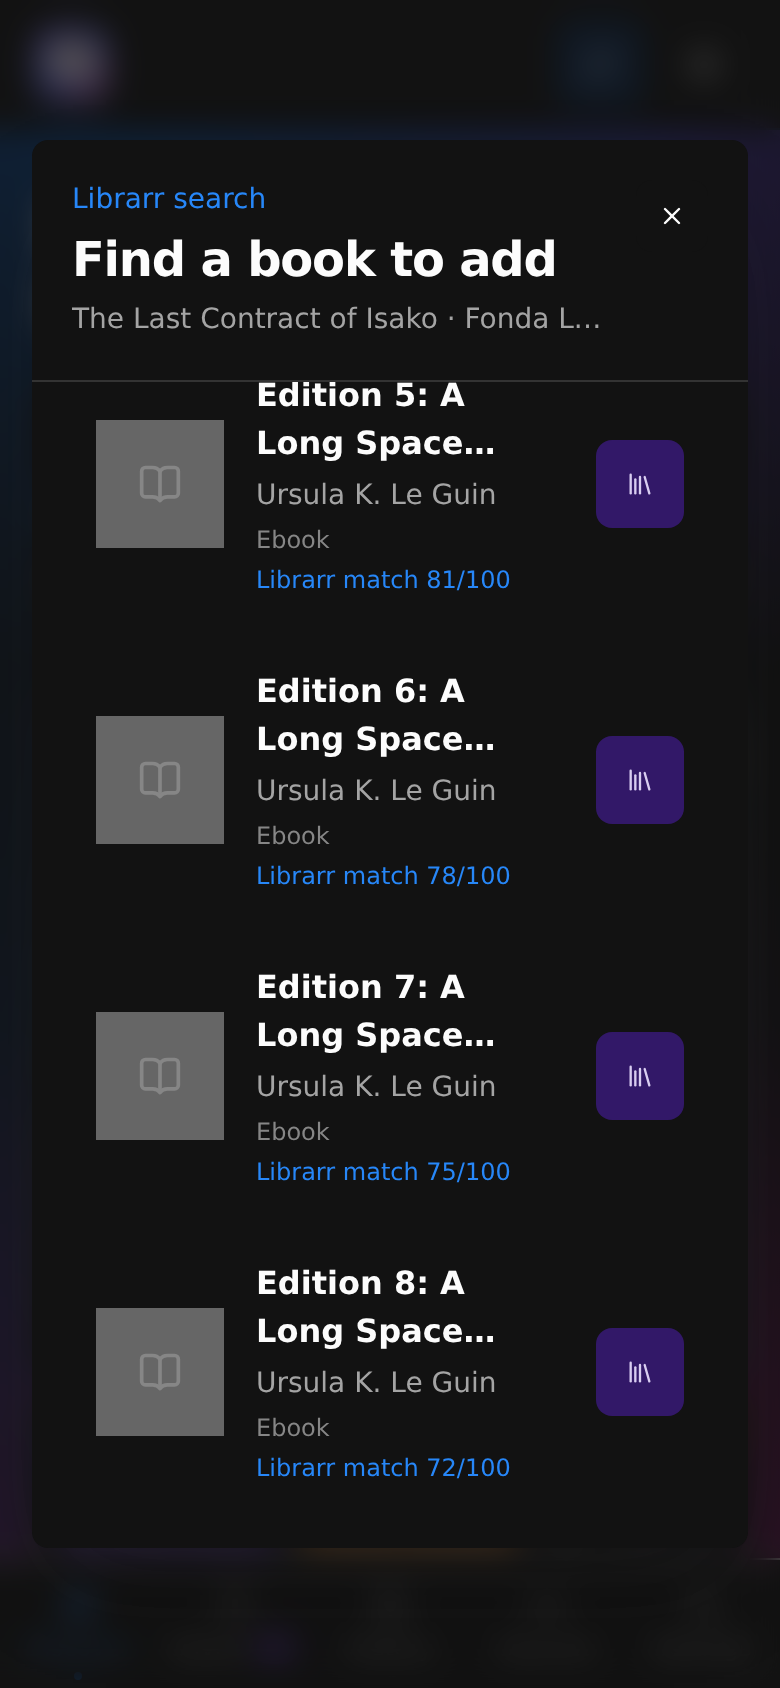 Librarr search
Find a book to add
The Last Contract of Isako · Fonda L...
Edition 5: A
Long Space...
Ursula K. Le Guin
Ebook
Librarr match 81/100
Edition 6: A
Long Space...
Ursula K. Le Guin
Ebook
Librarr match 78/100
Edition 7: A
Long Space...
Ursula K. Le Guin
Ebook
Librarr match 75/100
Edition 8: A
Long Space...
Ursula K. Le Guin
Ebook
Librarr match 72/100